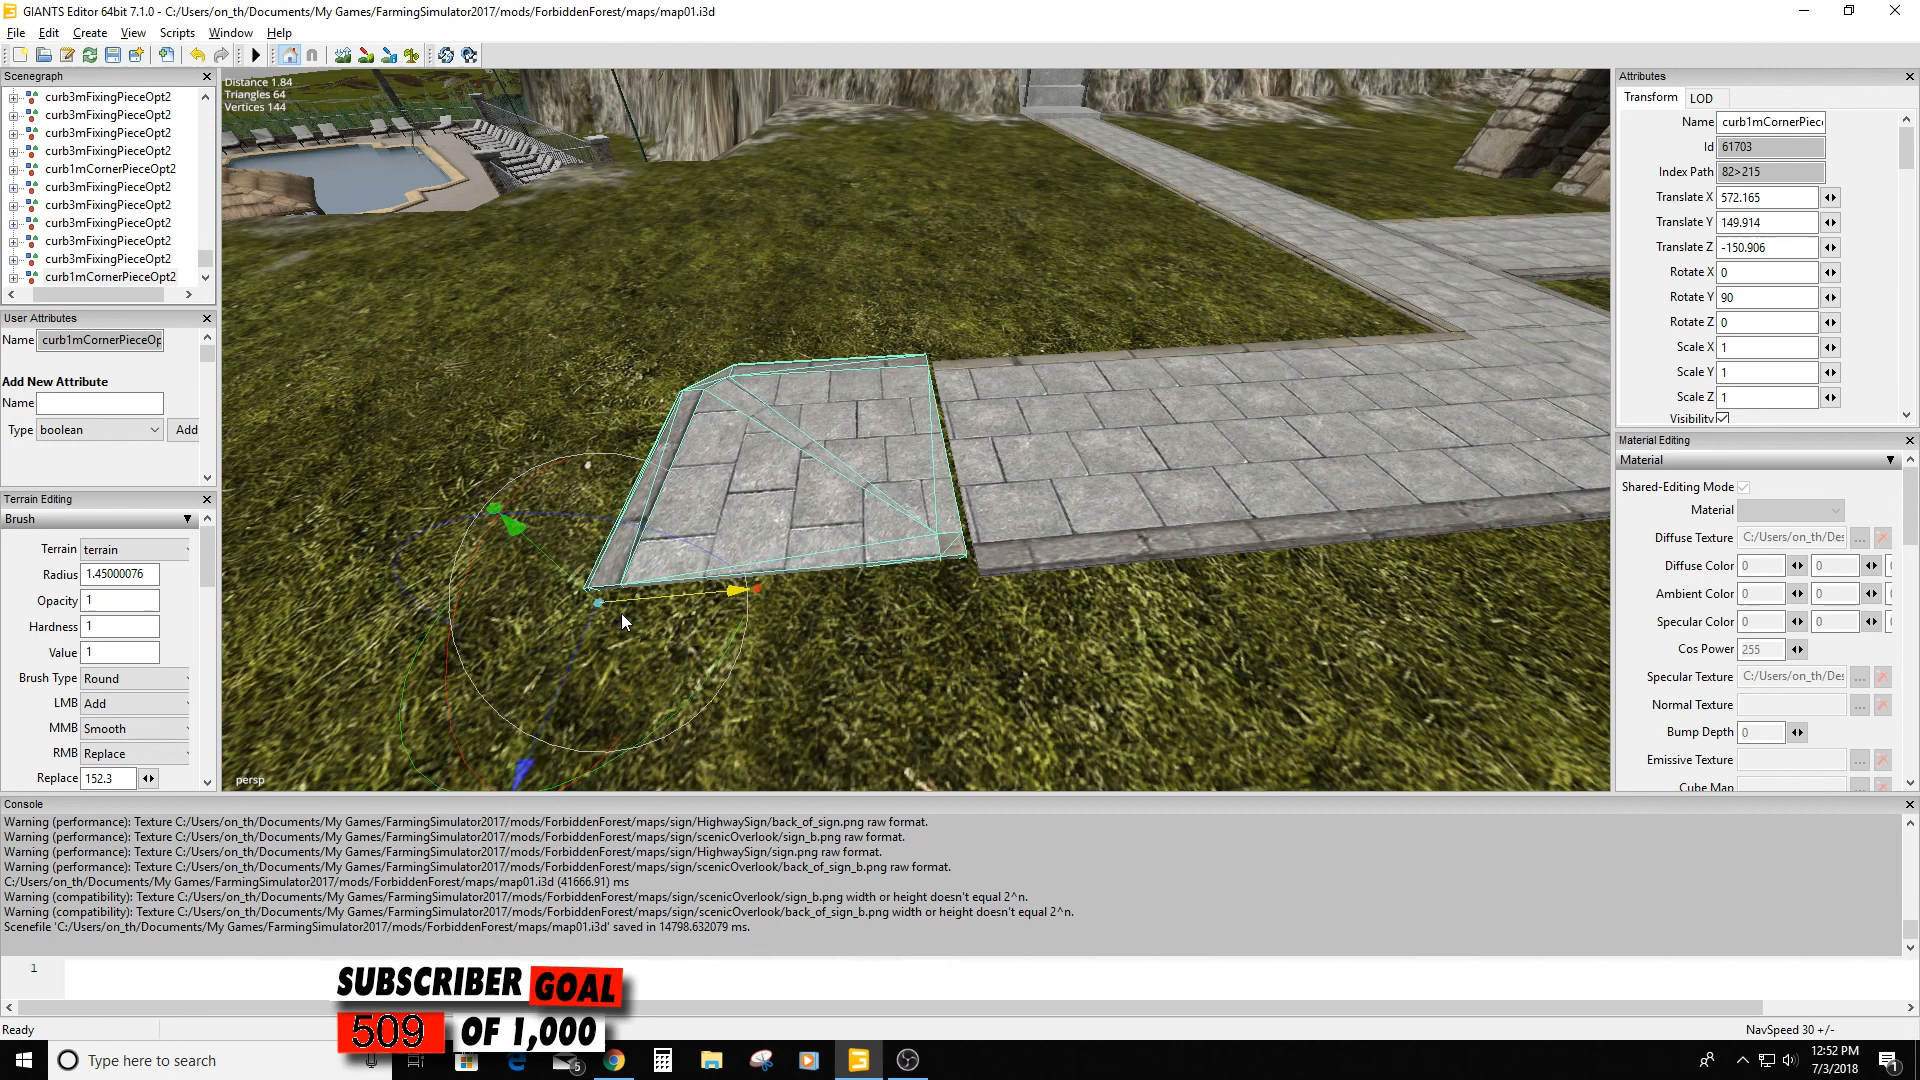 GIANTS Editor 64bit 7.1.0 - C:/Users/on_th/Documents/My Games/FarmingSimulator2017/mods/ForbiddenForest/maps/map01.i3d
File Edit Create View Scripts Window Help
Scenegraph
curb3mFixingPieceOpt2
curb3mFixingPieceOpt2
curb3mFixingPieceOpt2
curb3mFixingPieceOpt2
curb1mCornerPieceOpt2
curb3mFixingPieceOpt2
curb3mFixingPieceOpt2
curb3mFixingPieceOpt2
curb3mFixingPieceOpt2
curb3mFixingPieceOpt2
curb1mCornerPieceOpt2
User Attributes
Name curb1mCornerPieceOp
Add New Attribute
Name
Type boolean Add
Terrain Editing
Brush
Terrain terrain
Radius 1.45000076
Opacity 1
Hardness 1
Value 1
Brush Type Round
LMB Add
MMB Smooth
RMB Replace
Replace 152.3
Distance 1.84
Triangles 64
Vertices 144
persp
Attributes
Transform LOD
Name curb1mCornerPiec
Id 61703
Index Path 82>215
Translate X 572.165
Translate Y 149.914
Translate Z -150.906
Rotate X 0
Rotate Y 90
Rotate Z 0
Scale X 1
Scale Y 1
Scale Z 1
Visibility
Material Editing
Material
Shared-Editing Mode
Material
Diffuse Texture C:/Users/on_th/Des ...
Diffuse Color 0 0
Ambient Color 0 0
Specular Color 0 0
Cos Power 255
Specular Texture C:/Users/on_th/Des ...
Normal Texture ...
Bump Depth 0
Emissive Texture ...
Cube Map
Console
Warning (performance): Texture C:/Users/on_th/Documents/My Games/FarmingSimulator2017/mods/ForbiddenForest/maps/sign/HighwaySign/back_of_sign.png raw format.
Warning (performance): Texture C:/Users/on_th/Documents/My Games/FarmingSimulator2017/mods/ForbiddenForest/maps/sign/scenicOverlook/sign_b.png raw format.
Warning (performance): Texture C:/Users/on_th/Documents/My Games/FarmingSimulator2017/mods/ForbiddenForest/maps/sign/HighwaySign/sign.png raw format.
Warning (performance): Texture C:/Users/on_th/Documents/My Games/FarmingSimulator2017/mods/ForbiddenForest/maps/sign/scenicOverlook/back_of_sign_b.png raw format.
C:/Users/on_th/Documents/My Games/FarmingSimulator2017/mods/ForbiddenForest/maps/map01.i3d (41666.91) ms
Warning (compatibility): Texture C:/Users/on_th/Documents/My Games/FarmingSimulator2017/mods/ForbiddenForest/maps/sign/scenicOverlook/sign_b.png width or height doesn't equal 2^n.
Warning (compatibility): Texture C:/Users/on_th/Documents/My Games/FarmingSimulator2017/mods/ForbiddenForest/maps/sign/scenicOverlook/back_of_sign_b.png width or height doesn't equal 2^n.
Scenefile 'C:/Users/on_th/Documents/My Games/FarmingSimulator2017/mods/ForbiddenForest/maps/map01.i3d' saved in 14798.632079 ms.
1
SUBSCRIBER GOAL
509 OF 1,000
Ready
NavSpeed 30 +/-
Type here to search
5
12:52 PM
7/3/2018
1